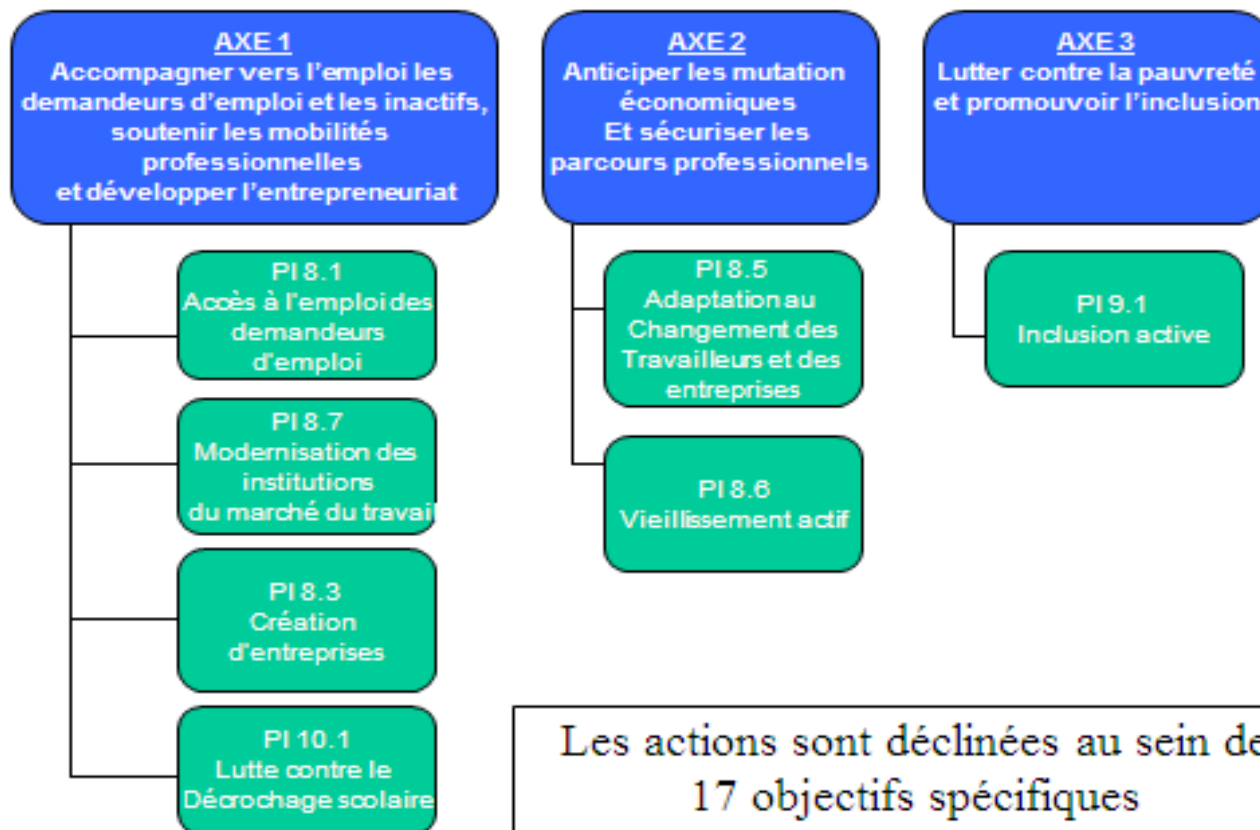 AXE 1
Accompagner vers l'emploi les
demandeurs d'emploi et les inactifs,
soutenir les mobilités
professionnelles
et développer l'entrepreneuriat
PI 8.1
Accès à l'emploi des
demandeurs
d'emploi
PI 8.7
Modernisation des
institutions
du marché du travail
PI 8.3
Création
d'entreprises
PI 10.1
Lutte contre le
Décrochage scolaire
AXE 2
Anticiper les mutation
économiques
Et sécuriser les
parcours professionnels
PI 8.5
Adaptation au
Changement des
Travailleurs et des
entreprises
PI 8.6
Vieillissement actif
AXE 3
Lutter contre la pauvreté
et promouvoir l'inclusion
PI 9.1
Inclusion active
Les actions sont déclinées au sein de
17 objectifs spécifiques